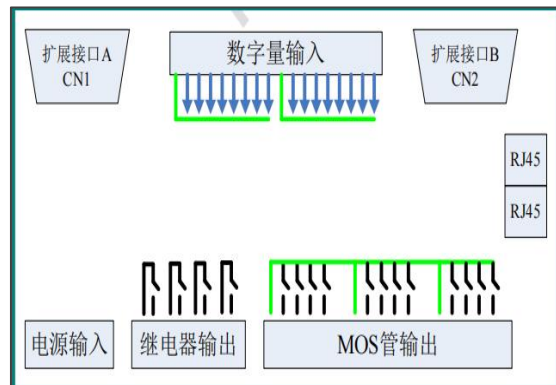 扩展接口A
CN1
数字量输入
扩展接口B
CN2
RJ45
RJ45
电源输入
继电器输出
MOS管输出